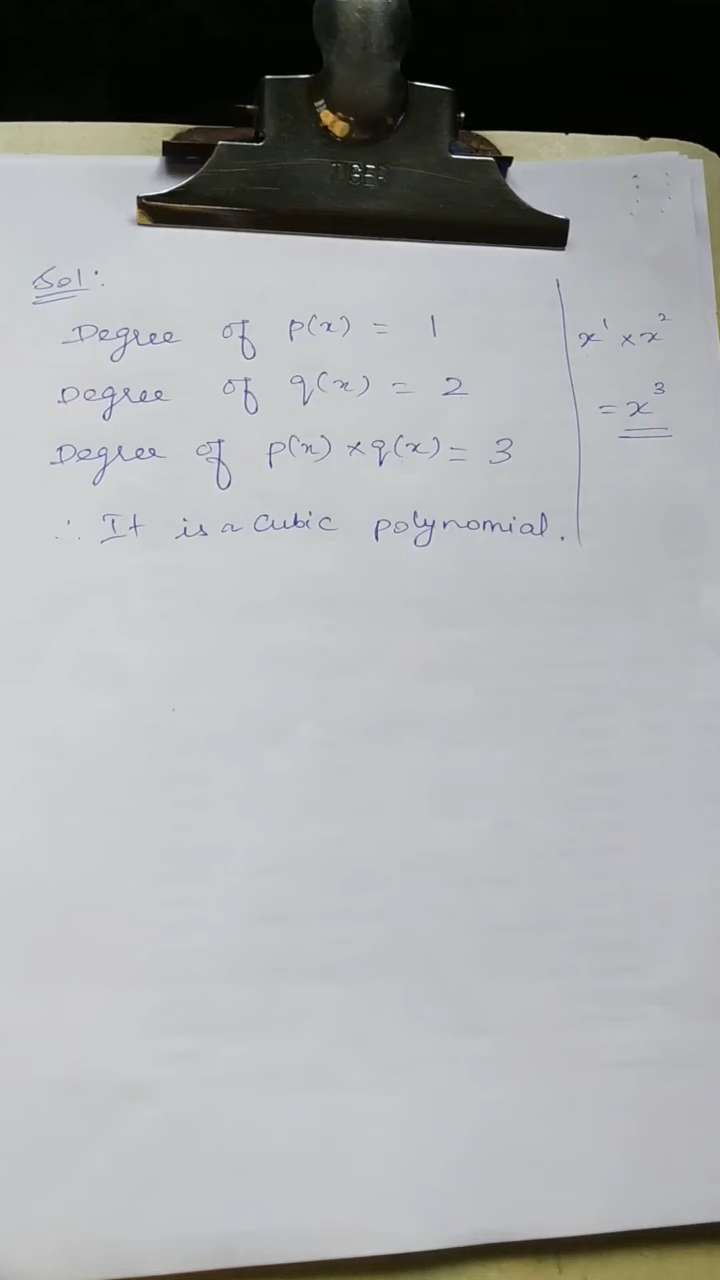 TIGER
Sol:
Degree of p(x) = 1
Degree of q(x) = 2
Degree of p(x) × q(x) = 3
∴ It is a cubic polynomial.
x¹ × x²
= x³